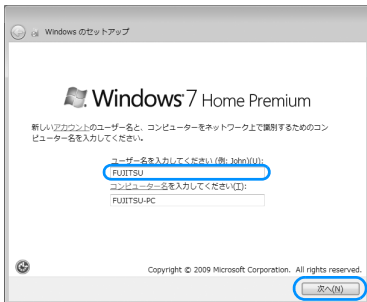 Windows のセットアップ
Windows 7 Home Premium
新しいアカウントのユーザー名と、コンピューターをネットワーク上で識別するためのコン
ピューター名を入力してください。
ユーザー名を入力してください (例: John)(U):
FUJITSU
コンピューター名を入力してください(T):
FUJITSU-PC
Copyright © 2009 Microsoft Corporation. All rights reserved.
次へ(N)